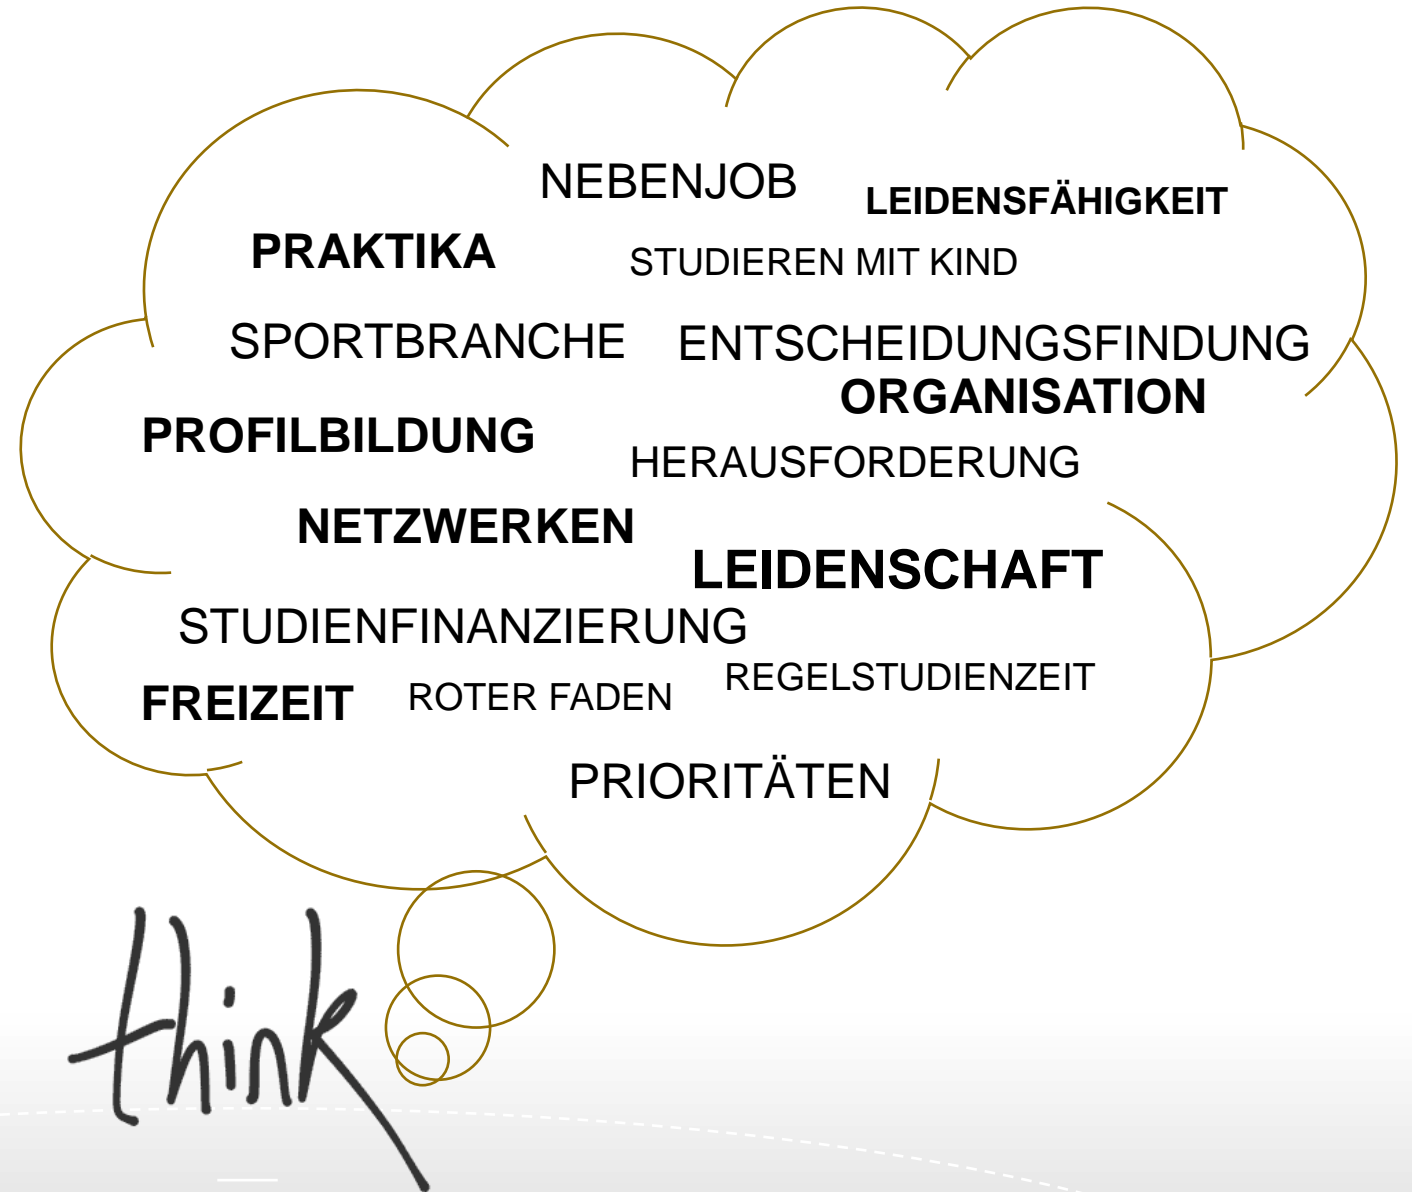 NEBENJOB
LEIDENSFÄHIGKEIT
PRAKTIKA
STUDIEREN MIT KIND
SPORTBRANCHE
ENTSCHEIDUNGSFINDUNG
ORGANISATION
PROFILBILDUNG
HERAUSFORDERUNG
NETZWERKEN
LEIDENSCHAFT
STUDIENFINANZIERUNG
REGELSTUDIENZEIT
FREIZEIT
ROTER FADEN
PRIORITÄTEN
think